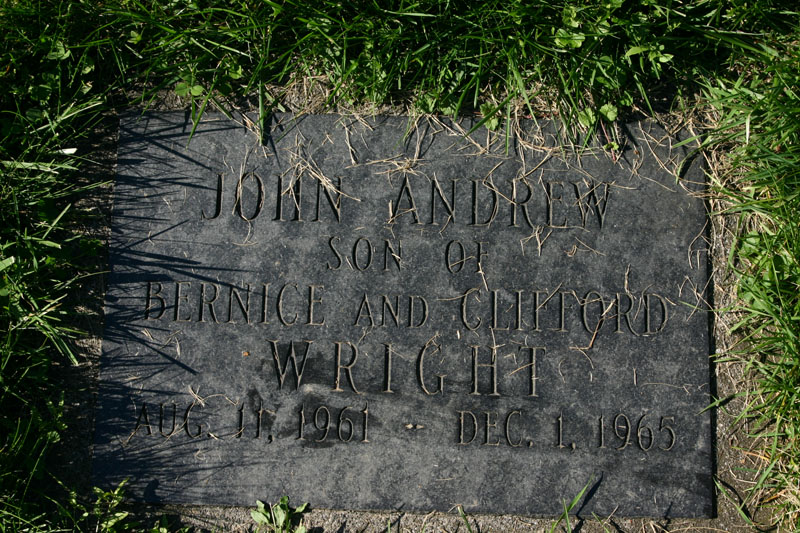 JOHN ANDREW
SON OF
BERNICE AND CLIFFORD
WRIGHT
AUG. 11, 1961 - DEC. 1, 1965